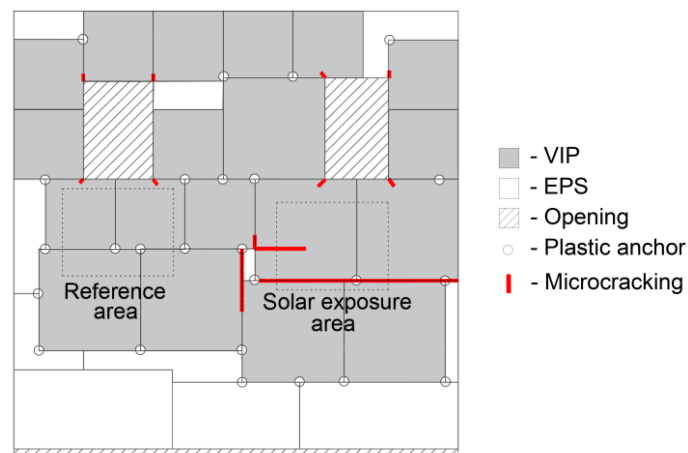 - VIP
- EPS
- Opening
- Plastic anchor
- Microcracking
Reference
area
Solar exposure
area